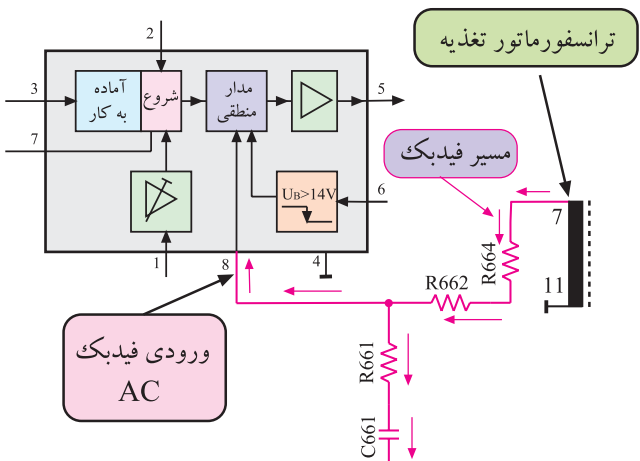 ترانسفورماتور تغذیه
2
3
آماده
به کار
شروع
مدار
منطقی
5
7
مسیر فیدبک
U_B>14V
6
1
8
4
7
11
R664
R662
ورودی فیدبک
AC
R661
C661